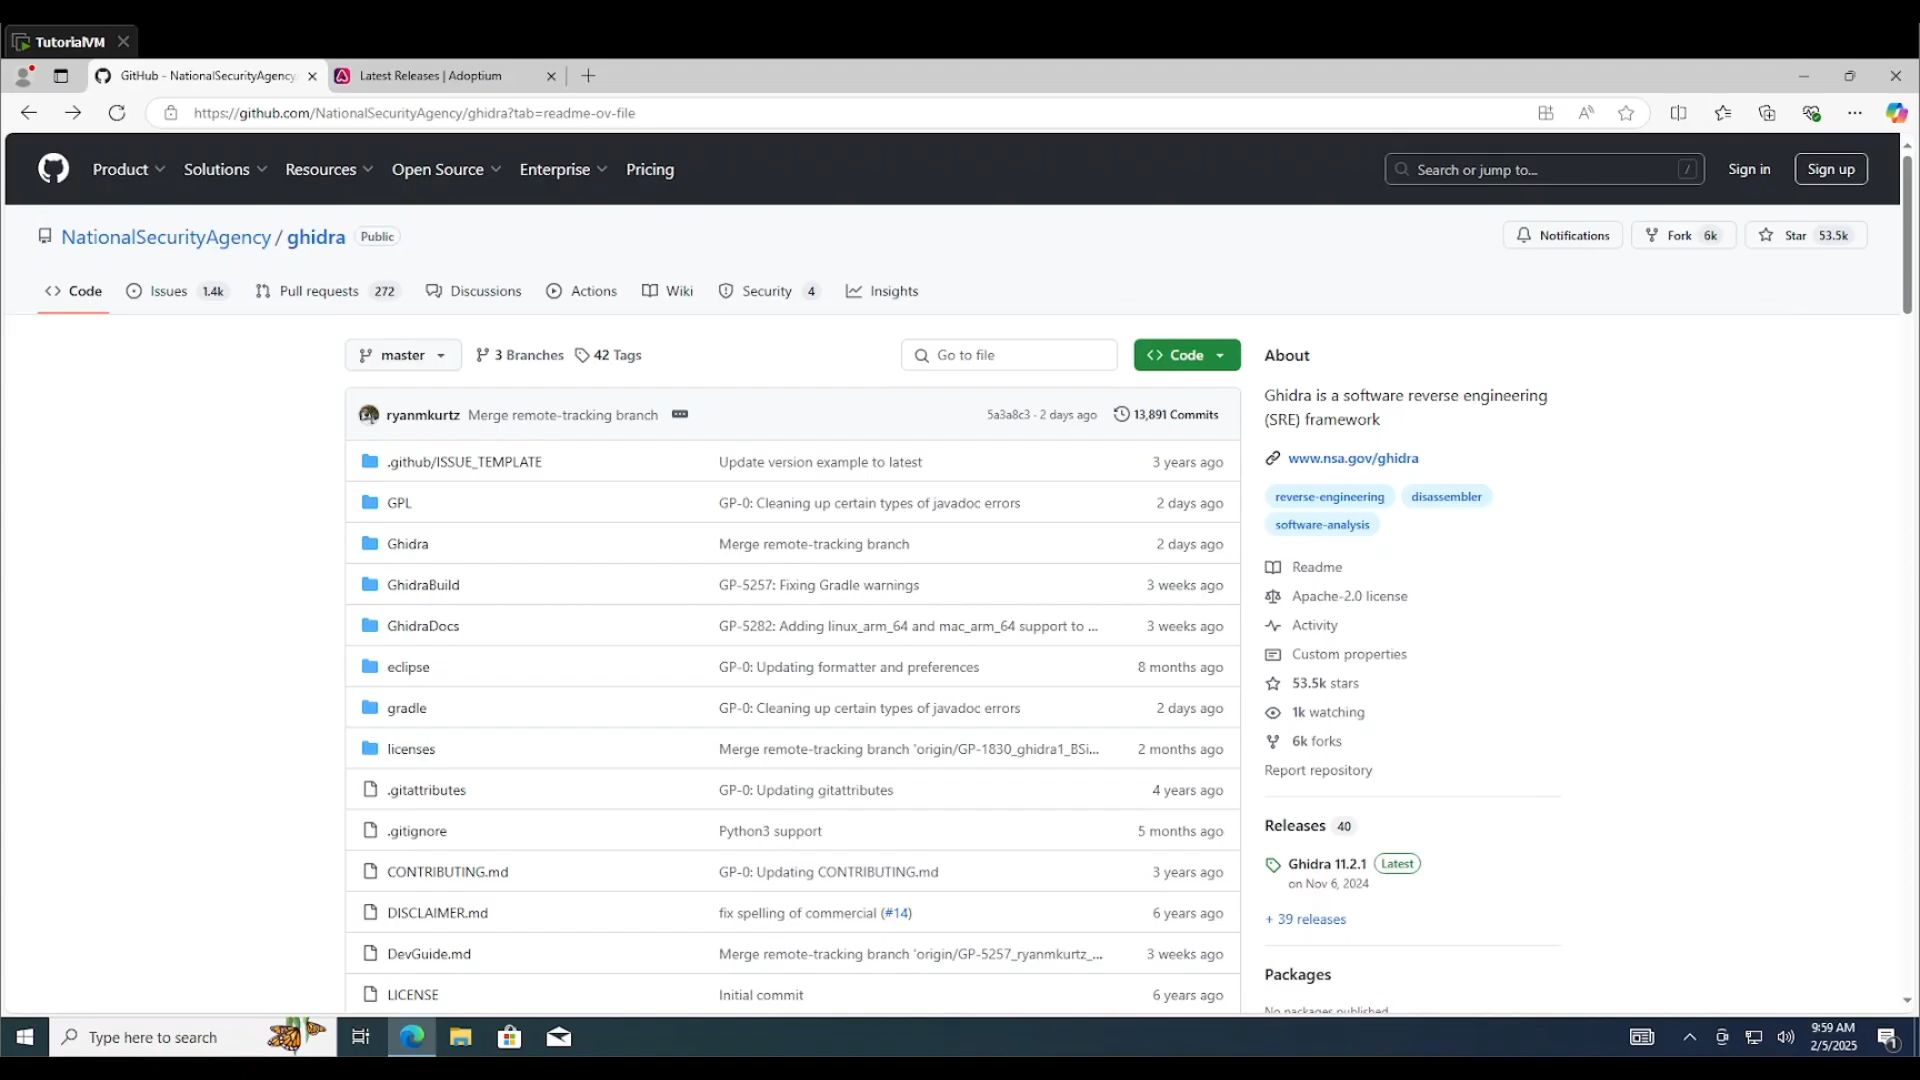 TutorialVM
GitHub - NationalSecurityAgency
Latest Releases | Adoptium
https://github.com/NationalSecurityAgency/ghidra?tab=readme-ov-file
Product Solutions Resources Open Source Enterprise Pricing
Search or jump to... /
Sign in
Sign up
NationalSecurityAgency / ghidra Public
Notifications
Fork 6k
Star 53.5k
Code Issues 1.4k Pull requests 272 Discussions Actions Wiki Security 4 Insights
master 3 Branches 42 Tags
Go to file
Code
ryanmkurtz Merge remote-tracking branch 5a3a8c3 · 2 days ago 13,891 Commits
.github/ISSUE_TEMPLATE Update version example to latest 3 years ago
GPL GP-0: Cleaning up certain types of javadoc errors 2 days ago
Ghidra Merge remote-tracking branch 2 days ago
GhidraBuild GP-5257: Fixing Gradle warnings 3 weeks ago
GhidraDocs GP-5282: Adding linux_arm_64 and mac_arm_64 support to ... 3 weeks ago
eclipse GP-0: Updating formatter and preferences 8 months ago
gradle GP-0: Cleaning up certain types of javadoc errors 2 days ago
licenses Merge remote-tracking branch 'origin/GP-1830_ghidra1_BSi... 2 months ago
.gitattributes GP-0: Updating gitattributes 4 years ago
.gitignore Python3 support 5 months ago
CONTRIBUTING.md GP-0: Updating CONTRIBUTING.md 3 years ago
DISCLAIMER.md fix spelling of commercial (#14) 6 years ago
DevGuide.md Merge remote-tracking branch 'origin/GP-5257_ryanmkurtz_... 3 weeks ago
LICENSE Initial commit 6 years ago
About
Ghidra is a software reverse engineering
(SRE) framework
www.nsa.gov/ghidra
reverse-engineering disassembler
software-analysis
Readme
Apache-2.0 license
Activity
Custom properties
53.5k stars
1k watching
6k forks
Report repository
Releases 40
Ghidra 11.2.1 Latest
on Nov 6, 2024
+ 39 releases
Packages
No packages published
Type here to search
9:59 AM
2/5/2025
1